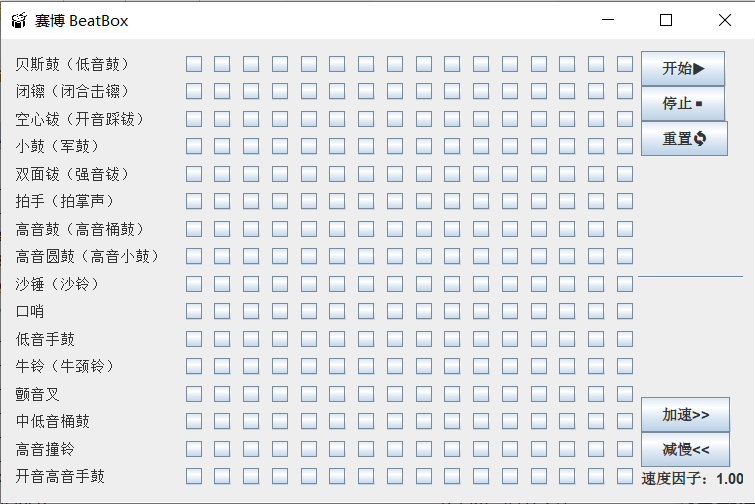 赛博 BeatBox
贝斯鼓（低音鼓）
闭镲（闭合击镲）
空心钹（开音踩钹）
小鼓（军鼓）
双面钹（强音钹）
拍手（拍掌声）
高音鼓（高音桶鼓）
高音圆鼓（高音小鼓）
沙锤（沙铃）
口哨
低音手鼓
牛铃（牛颈铃）
颤音叉
中低音桶鼓
高音撞铃
开音高音手鼓
开始▶
停止▪
重置🗘
加速>>
减慢<<
速度因子：1.00